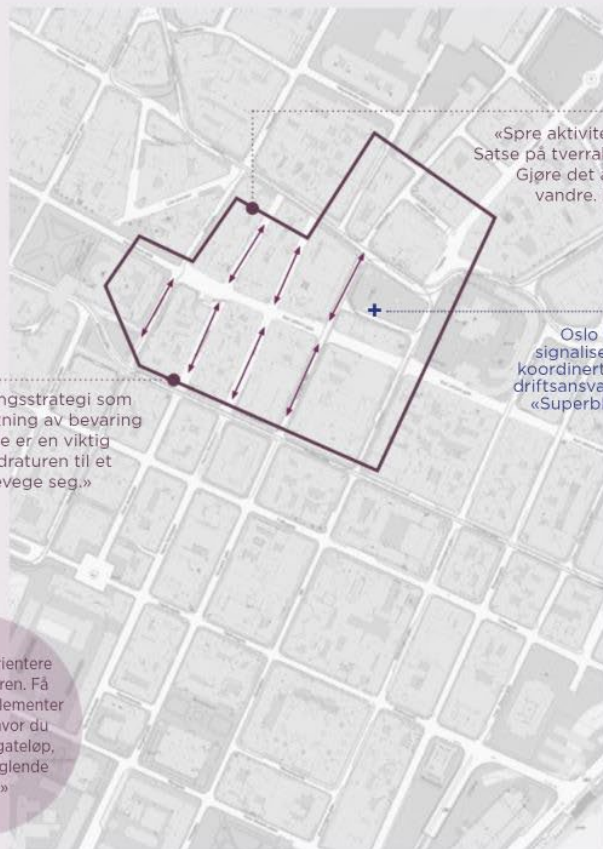 «Spre aktivite
Satse på tverral
Gjøre det a
vandre.
Oslo
signalise
koordinert
driftsansva
«Superbl
ngsstrategi som
tning av bevaring
e er en viktig
draturen til et
evege seg.»
rientere
ren. Få
lementer
vor du
gateløp,
glende
»